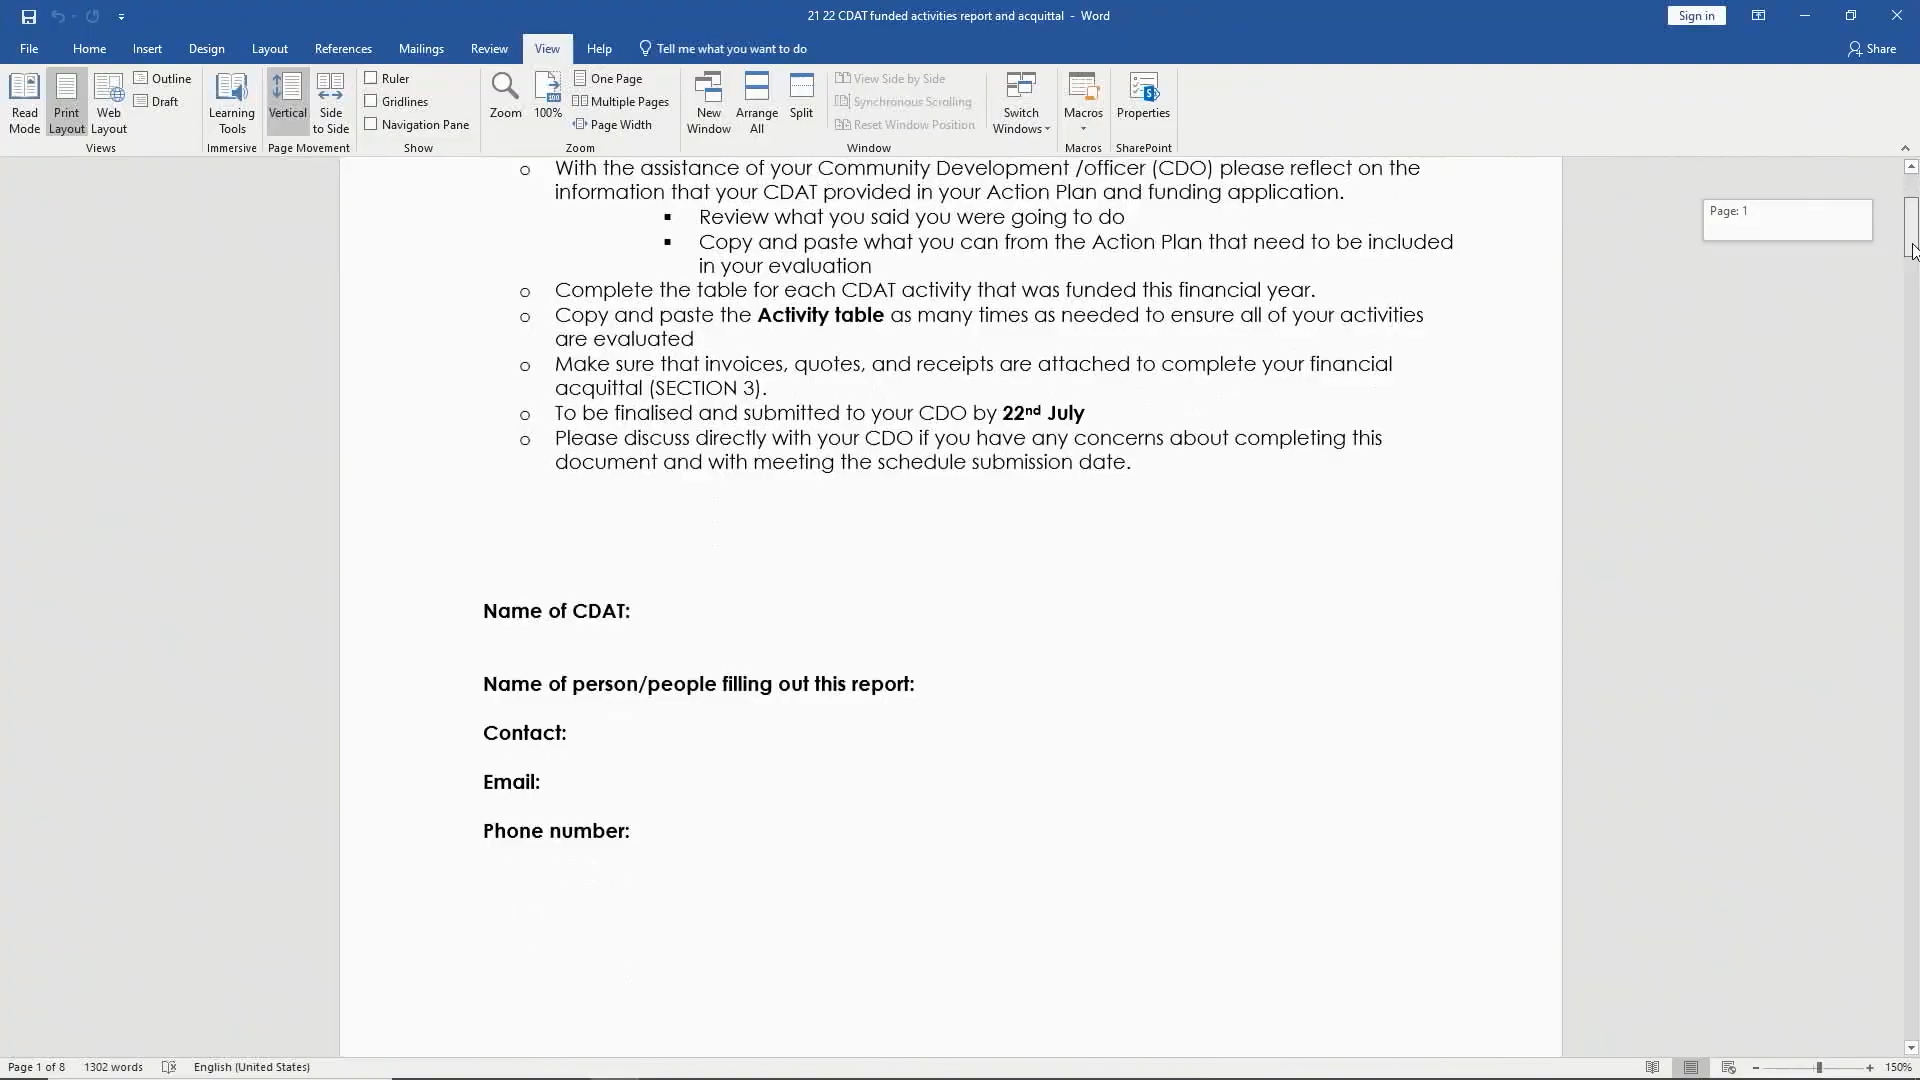 21 22 CDAT funded activities report and acquittal - Word
Sign in
File Home Insert Design Layout References Mailings Review View Help Tell me what you want to do Share
Read Mode
Print Layout
Web Layout
Outline
Draft
Views
Learning Tools
Immersive
Vertical
Side to Side
Page Movement
Ruler
Gridlines
Navigation Pane
Show
Zoom
100%
One Page
Multiple Pages
Page Width
Zoom
New Window
Arrange All
Split
View Side by Side
Synchronous Scrolling
Reset Window Position
Window
Switch Windows
Macros
Macros
Properties
SharePoint
o With the assistance of your Community Development /officer (CDO) please reflect on the
information that your CDAT provided in your Action Plan and funding application.
▪ Review what you said you were going to do
▪ Copy and paste what you can from the Action Plan that need to be included
in your evaluation
o Complete the table for each CDAT activity that was funded this financial year.
o Copy and paste the Activity table as many times as needed to ensure all of your activities
are evaluated
o Make sure that invoices, quotes, and receipts are attached to complete your financial
acquittal (SECTION 3).
o To be finalised and submitted to your CDO by 22nd July
o Please discuss directly with your CDO if you have any concerns about completing this
document and with meeting the schedule submission date.
Page: 1
Name of CDAT:
Name of person/people filling out this report:
Contact:
Email:
Phone number:
Page 1 of 8 1302 words English (United States) 150%